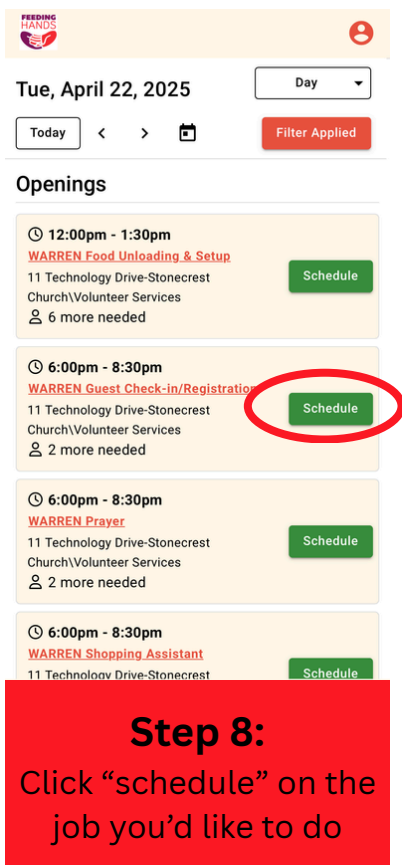 FEEDING
HANDS
Tue, April 22, 2025
Day
Today
Filter Applied
Openings
12:00pm - 1:30pm
WARREN Food Unloading & Setup
11 Technology Drive-Stonecrest
Church\Volunteer Services
6 more needed
Schedule
6:00pm - 8:30pm
WARREN Guest Check-in/Registration
11 Technology Drive-Stonecrest
Church\Volunteer Services
2 more needed
Schedule
6:00pm - 8:30pm
WARREN Prayer
11 Technology Drive-Stonecrest
Church\Volunteer Services
2 more needed
Schedule
6:00pm - 8:30pm
WARREN Shopping Assistant
11 Technology Drive-Stonecrest
Schedule
Step 8:
Click “schedule” on the
job you’d like to do